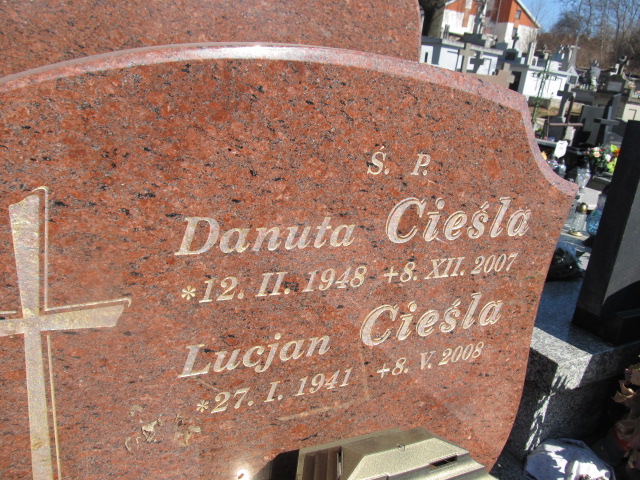 Ś. P.
Danuta Cieśla
*12. II. 1948 +8. XII. 2007
Lucjan Cieśla
*27. I. 1941 +8. V. 2008